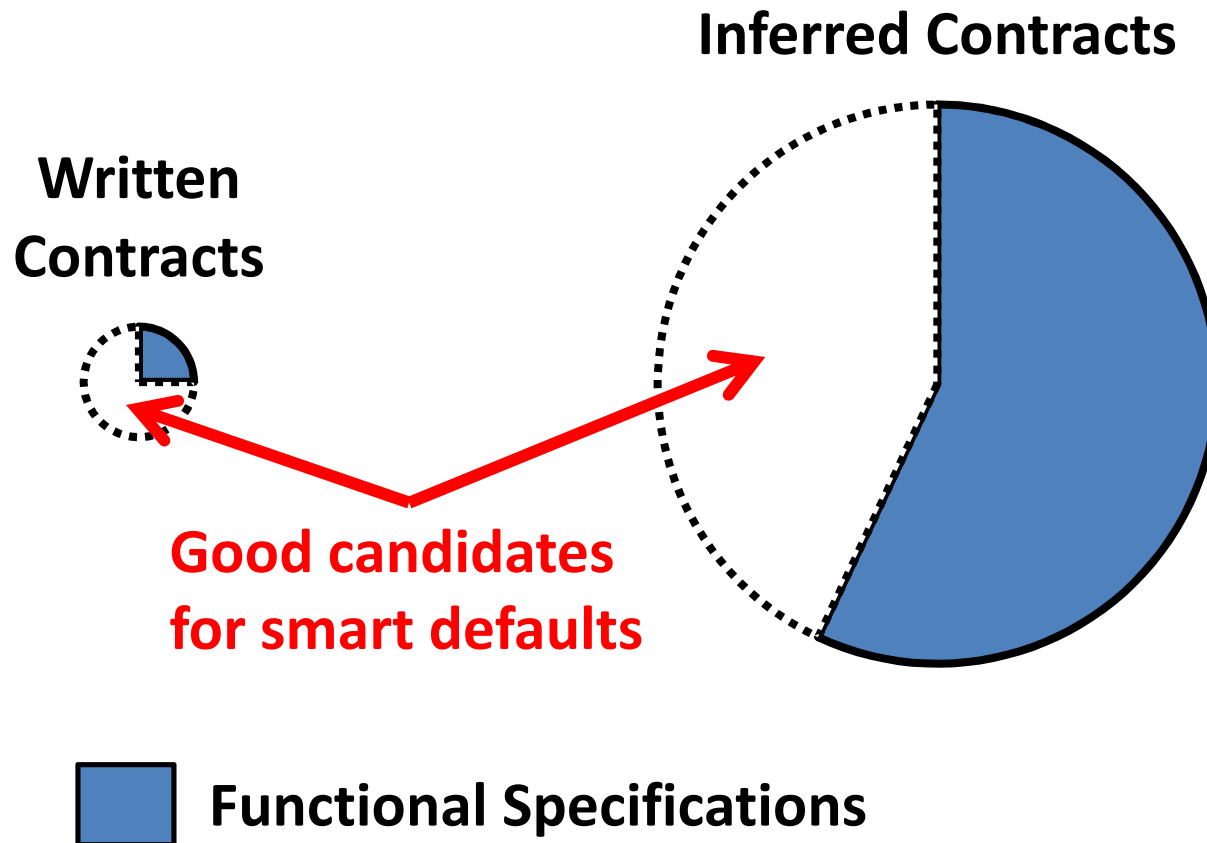 Inferred Contracts
Written
Contracts
Good candidates
for smart defaults
Functional Specifications